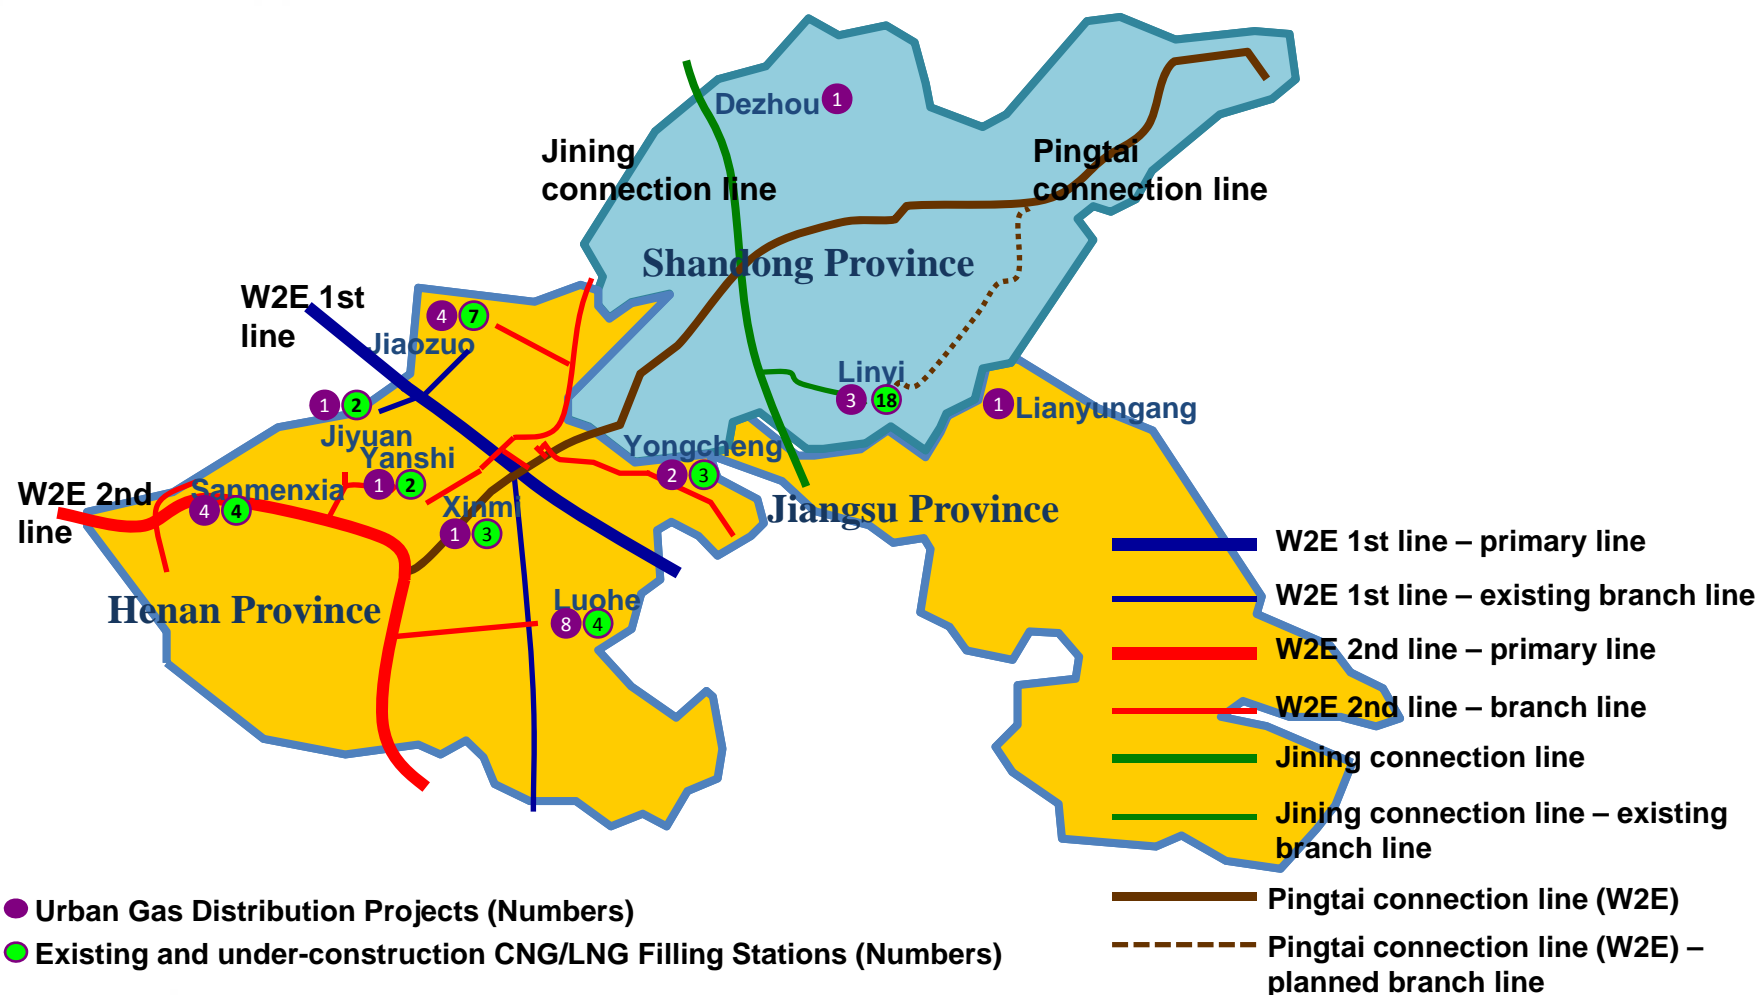 Dezhou 1
Jining
connection line
Pingtai
connection line
Shandong Province
W2E 1st
line
4 7
Jiaozuo
Linyi
3 18
1 Lianyungang
1 2
Jiyuan
Yanshi
1 2
Yongcheng
2 3
W2E 2nd
line
Sanmenxia
4 4
Xinmi
1 3
Jiangsu Province
Henan Province
Luohe
8 4
W2E 1st line – primary line
W2E 1st line – existing branch line
W2E 2nd line – primary line
W2E 2nd line – branch line
Jining connection line
Jining connection line – existing
branch line
Pingtai connection line (W2E)
Pingtai connection line (W2E) –
planned branch line
Urban Gas Distribution Projects (Numbers)
Existing and under-construction CNG/LNG Filling Stations (Numbers)